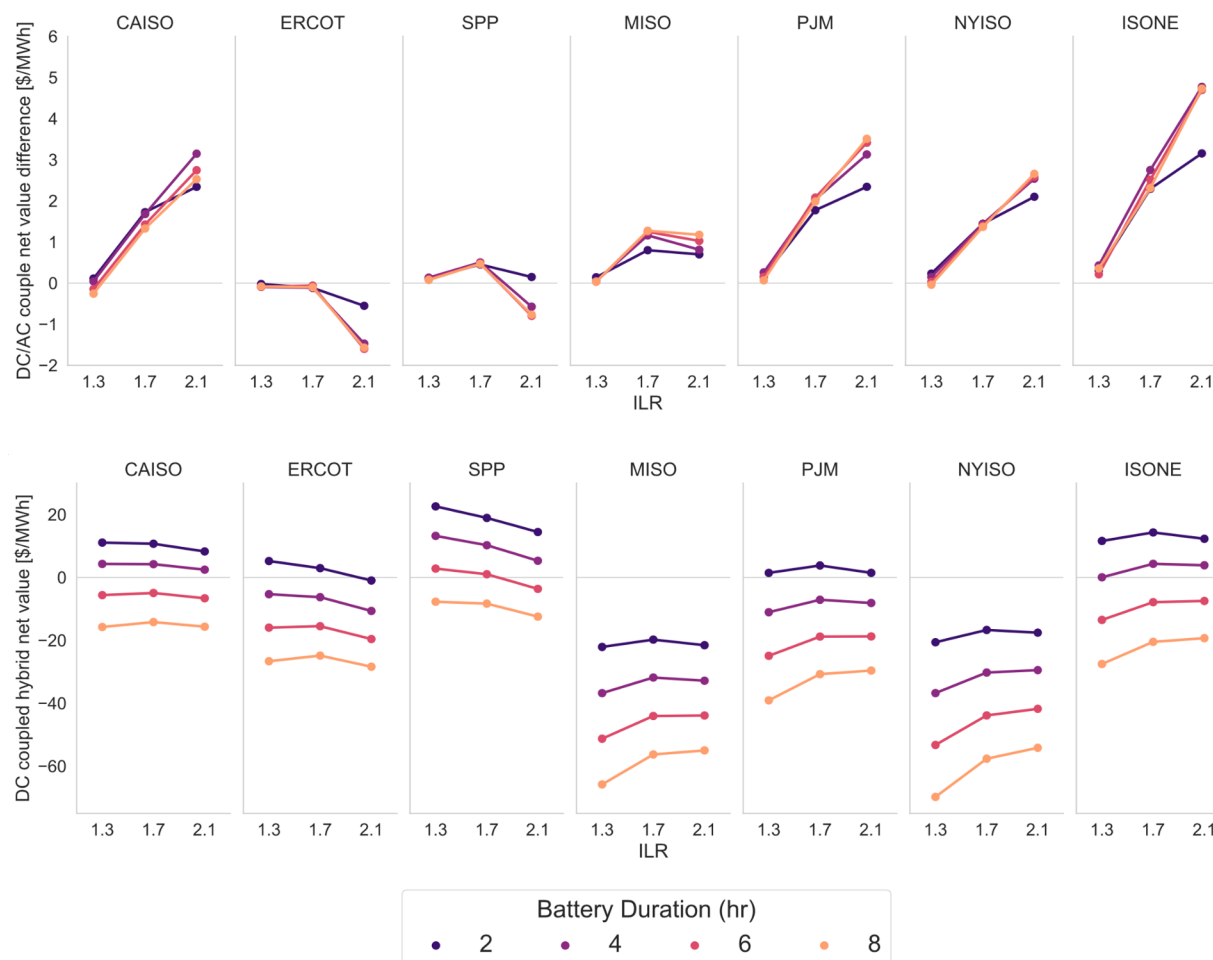 CAISO ERCOT SPP MISO PJM NYISO ISONE
DC/AC couple net value difference [$/MWh]
6
5
4
3
2
1
0
−1
−2
1.3 1.7 2.1 1.3 1.7 2.1 1.3 1.7 2.1 1.3 1.7 2.1 1.3 1.7 2.1 1.3 1.7 2.1 1.3 1.7 2.1
ILR
CAISO ERCOT SPP MISO PJM NYISO ISONE
DC coupled hybrid net value [$/MWh]
20
0
−20
−40
−60
1.3 1.7 2.1 1.3 1.7 2.1 1.3 1.7 2.1 1.3 1.7 2.1 1.3 1.7 2.1 1.3 1.7 2.1 1.3 1.7 2.1
ILR
Battery Duration (hr)
2 4 6 8